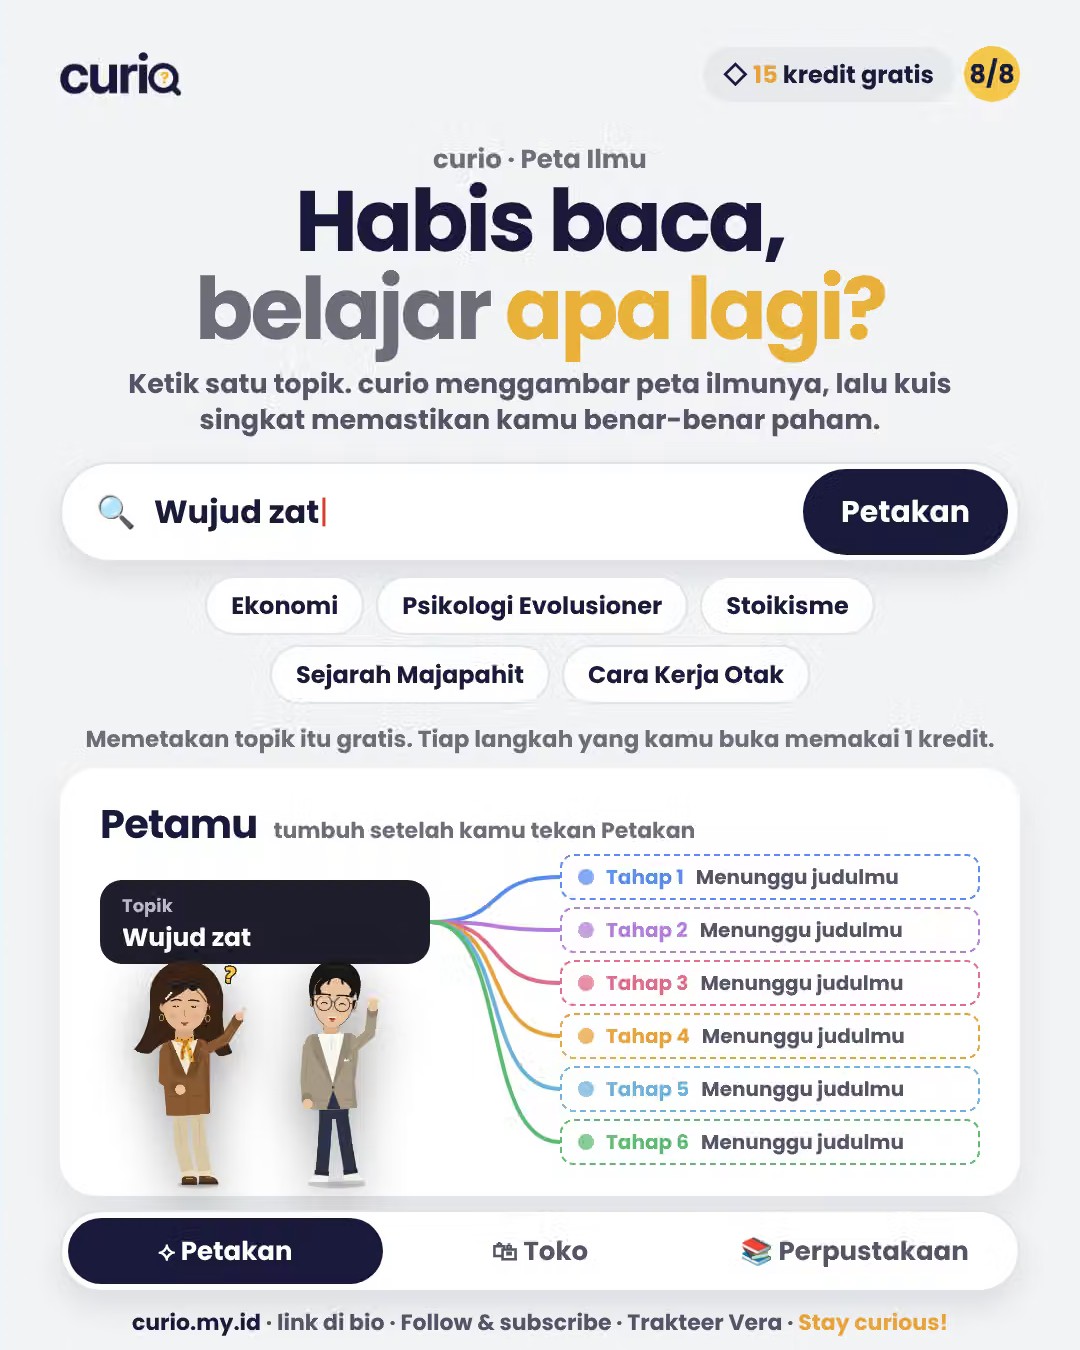 curio
15 kredit gratis
8/8
curio · Peta Ilmu
Habis baca,
belajar apa lagi?
Ketik satu topik. curio menggambar peta ilmunya, lalu kuis
singkat memastikan kamu benar-benar paham.
Wujud zat
Petakan
Ekonomi
Psikologi Evolusioner
Stoikisme
Sejarah Majapahit
Cara Kerja Otak
Memetakan topik itu gratis. Tiap langkah yang kamu buka memakai 1 kredit.
Petamu tumbuh setelah kamu tekan Petakan
Topik
Wujud zat
?
Tahap 1 Menunggu judulmu
Tahap 2 Menunggu judulmu
Tahap 3 Menunggu judulmu
Tahap 4 Menunggu judulmu
Tahap 5 Menunggu judulmu
Tahap 6 Menunggu judulmu
Petakan
Toko
Perpustakaan
curio.my.id · link di bio · Follow & subscribe · Trakteer Vera · Stay curious!